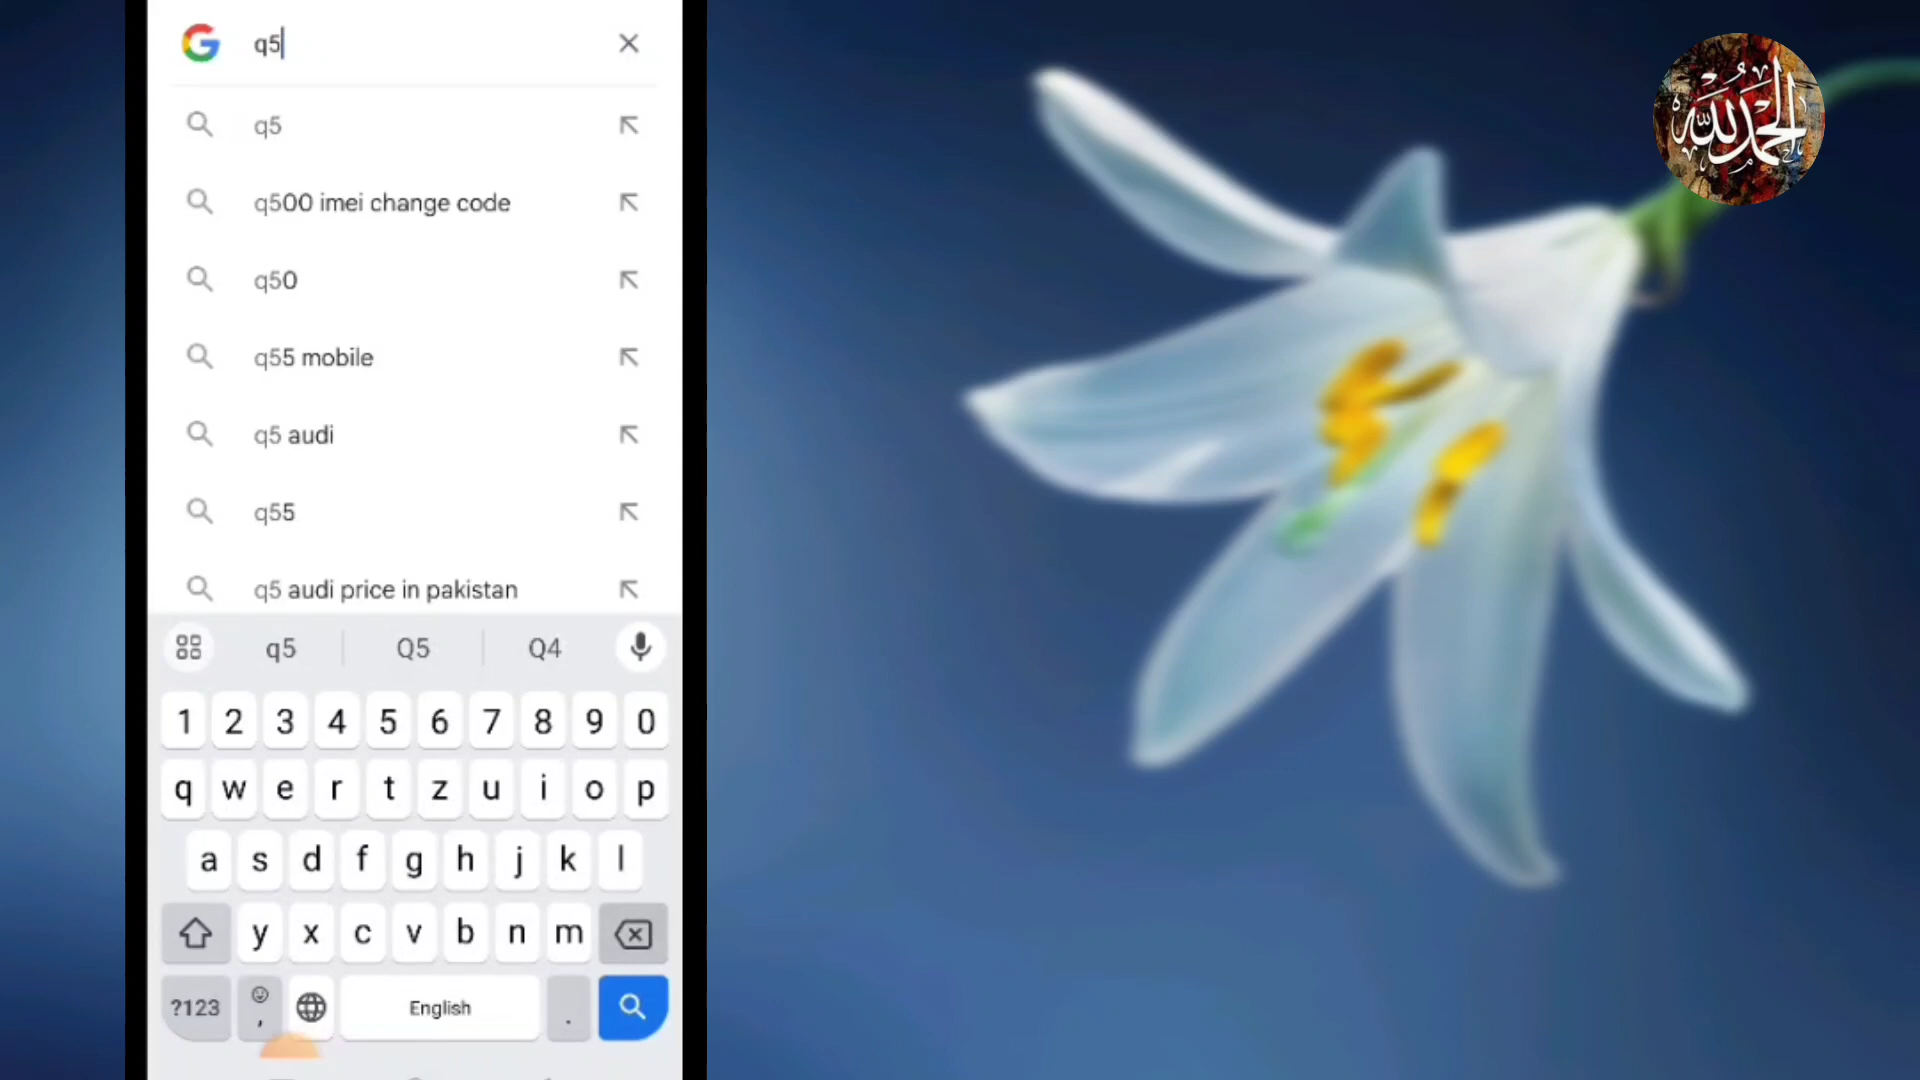 q5
q5
q500 imei change code
q50
q55 mobile
q5 audi
q55
q5 audi price in pakistan
q5 Q5 Q4
1 2 3 4 5 6 7 8 9 0
q w e r t z u i o p
a s d f g h j k l
y x c v b n m
?123 , English .
الحمدلله